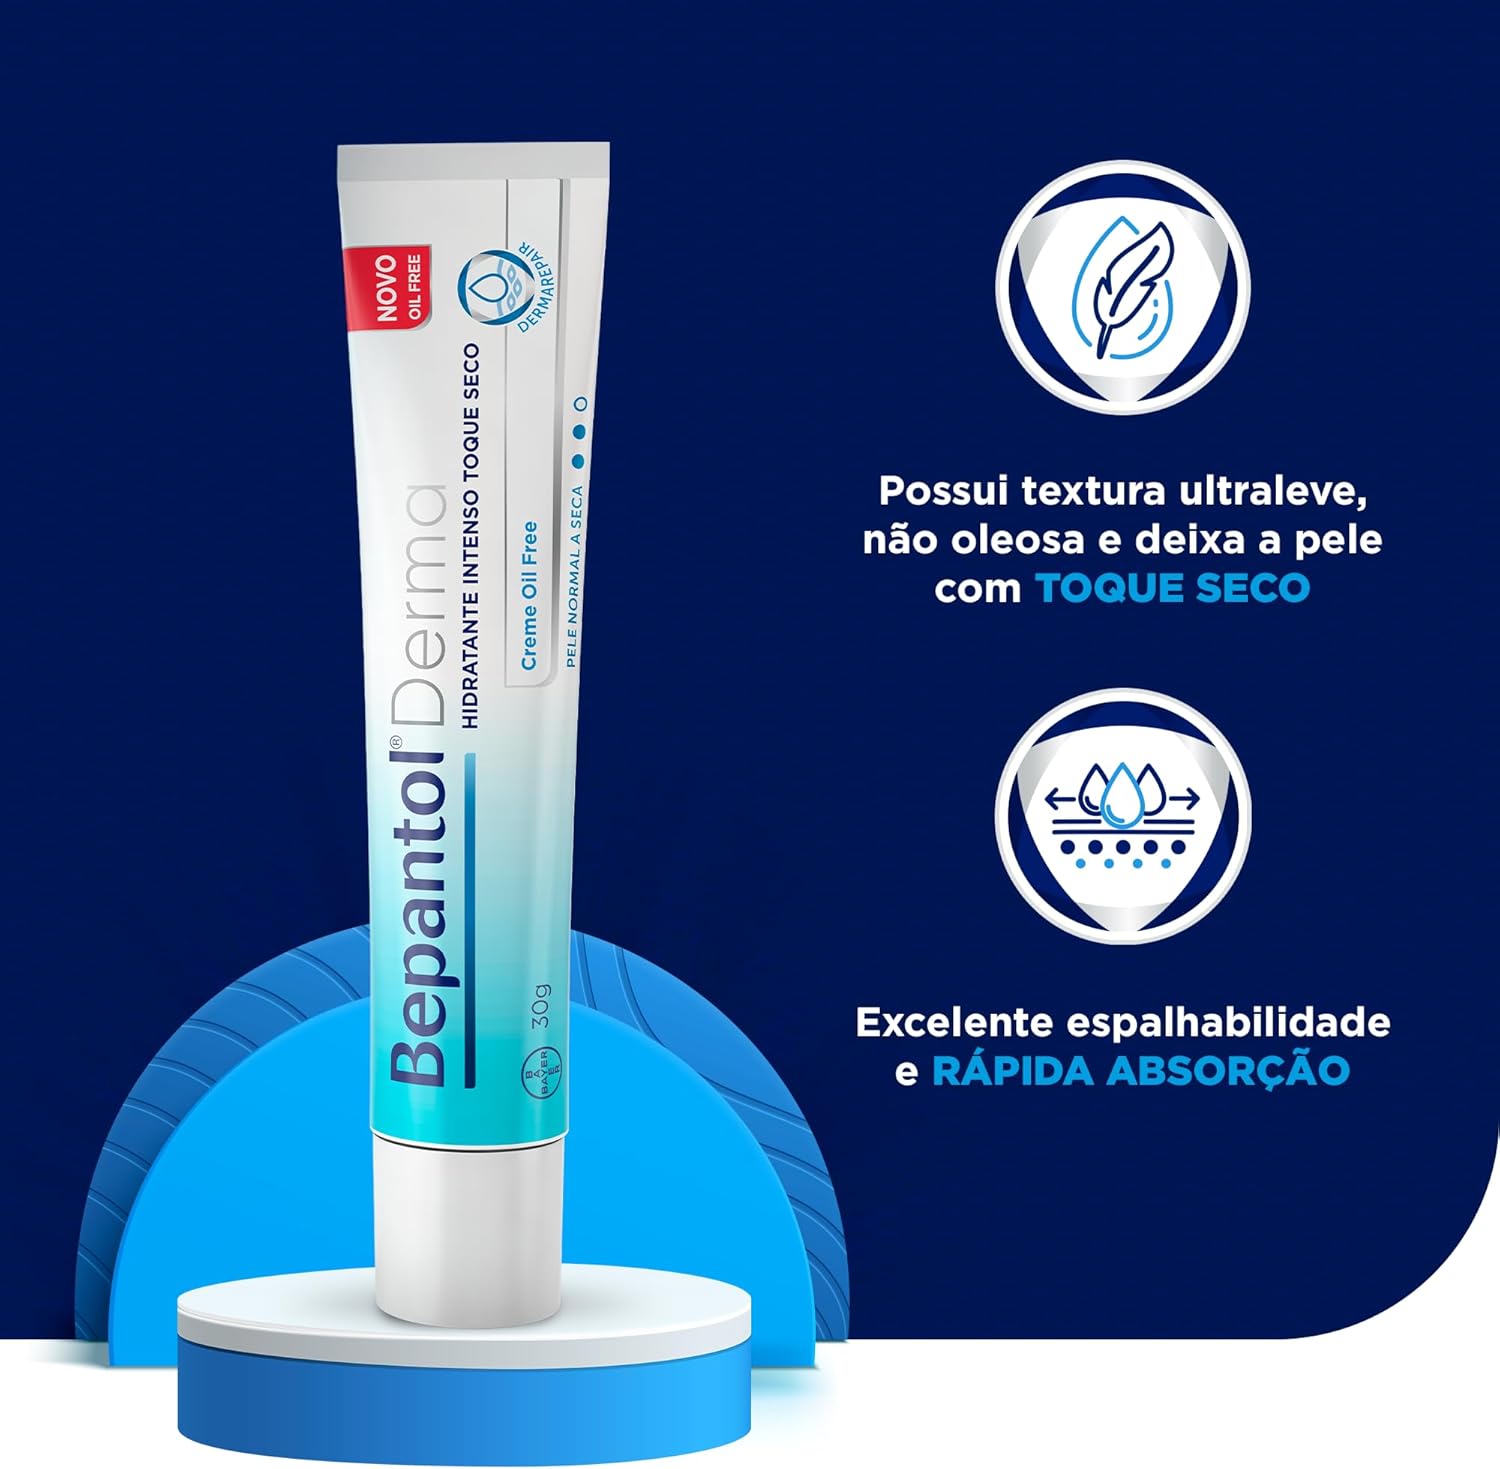 NOVO
OIL FREE
DERMAREPAIR
Bepantol® Derma
HIDRATANTE INTENSO TOQUE SECO
Creme Oil Free
PELE NORMAL A SECA
BAYER
BAYER
30g
Possui textura ultraleve,
não oleosa e deixa a pele
com TOQUE SECO
Excelente espalhabilidade
e RÁPIDA ABSORÇÃO